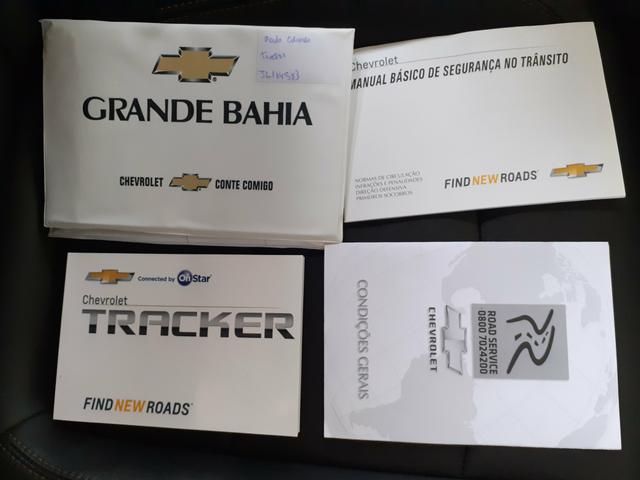 GRANDE BAHIA
CHEVROLET CONTE COMIGO
Chevrolet
MANUAL BÁSICO DE SEGURANÇA NO TRÂNSITO
NORMAS DE CIRCULAÇÃO
INFRAÇÕES E PENALIDADES
DIREÇÃO DEFENSIVA
PRIMEIROS SOCORROS
FIND NEW ROADS
Connected by OnStar
Chevrolet
TRACKER
FIND NEW ROADS
CONDIÇÕES GERAIS
CHEVROLET
ROAD SERVICE
0800 7024200